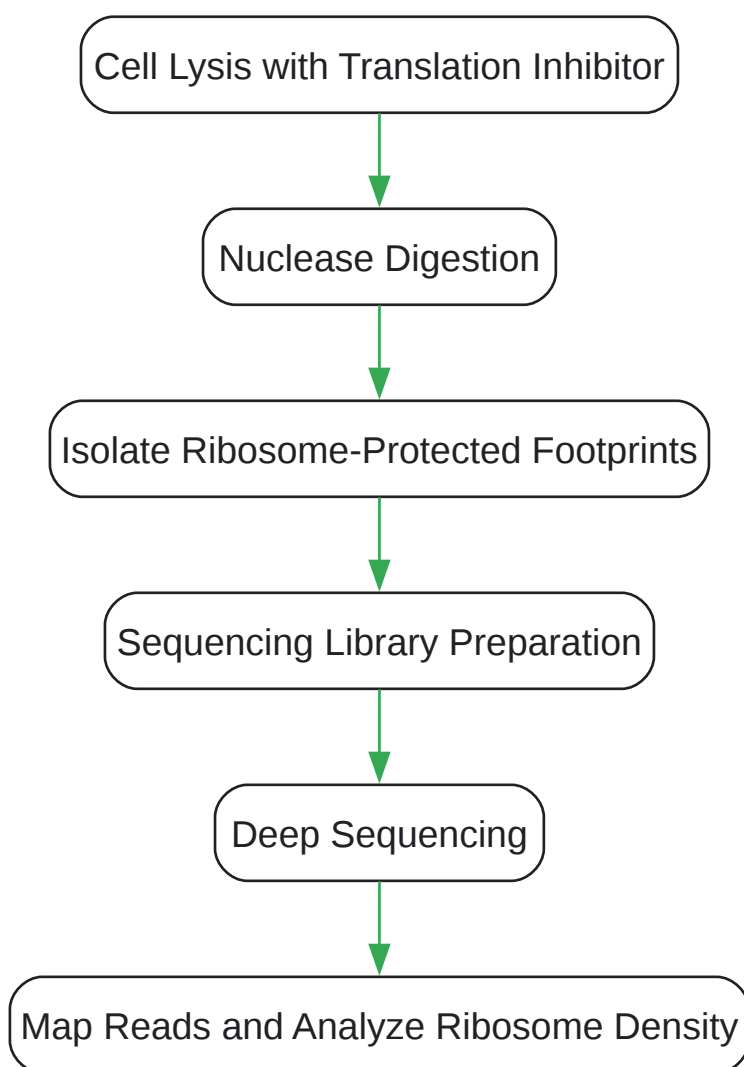 Cell Lysis with Translation Inhibitor
Nuclease Digestion
Isolate Ribosome-Protected Footprints
Sequencing Library Preparation
Deep Sequencing
Map Reads and Analyze Ribosome Density